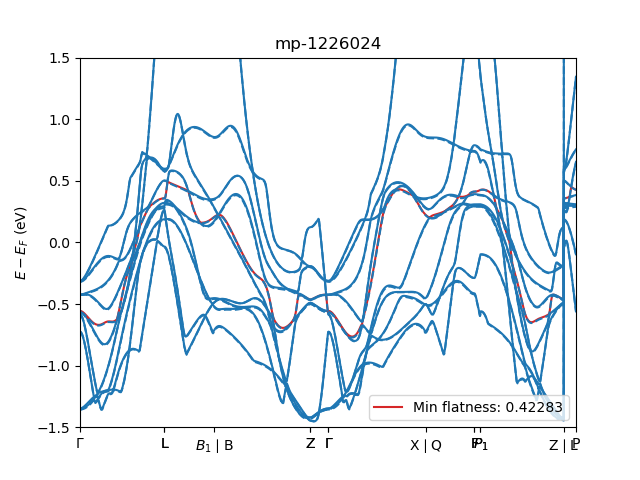 mp-1226024
E − E_F (eV)
1.5
1.0
0.5
0.0
−0.5
−1.0
−1.5
Min flatness: 0.42283
Γ L B₁ | B Z Γ X | Q P₁ Z | L P